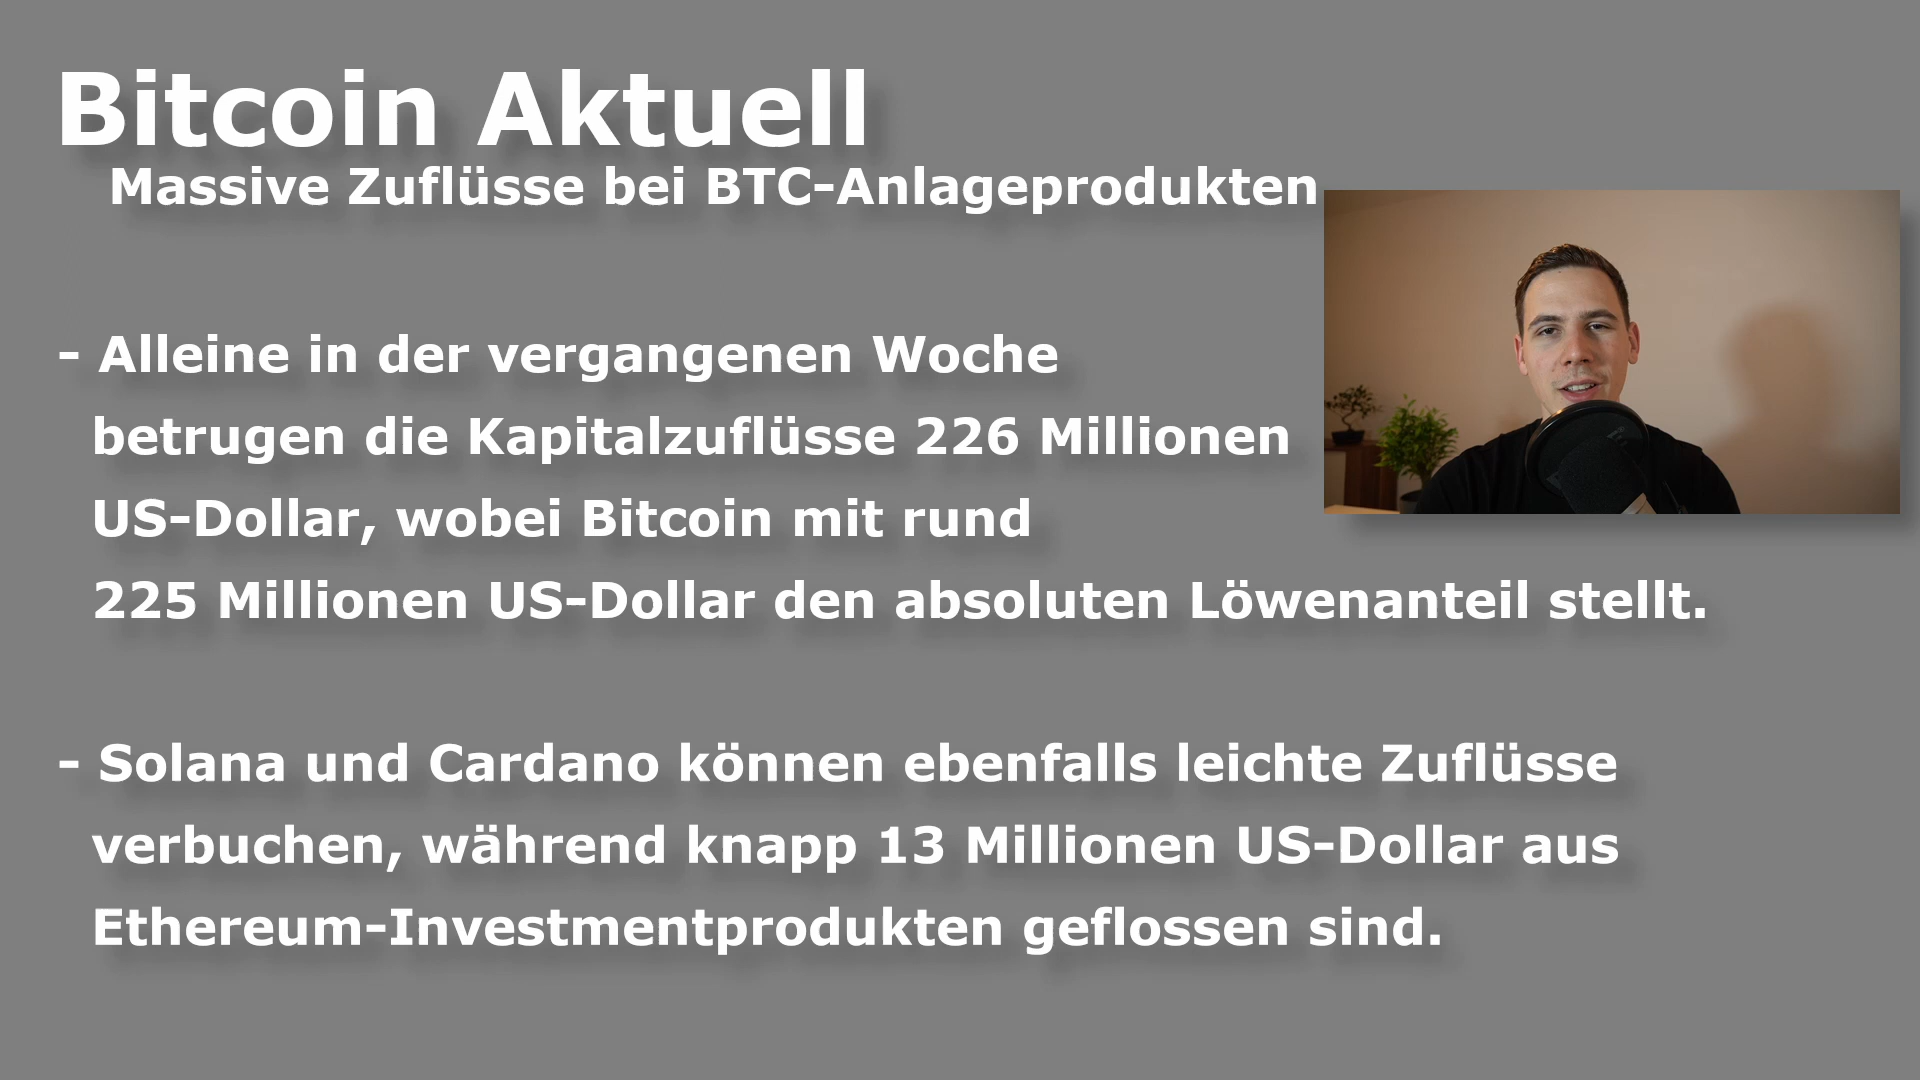 Bitcoin Aktuell
Massive Zuflüsse bei BTC-Anlageprodukten
- Alleine in der vergangenen Woche
betrugen die Kapitalzuflüsse 226 Millionen
US-Dollar, wobei Bitcoin mit rund
225 Millionen US-Dollar den absoluten Löwenanteil stellt.
- Solana und Cardano können ebenfalls leichte Zuflüsse
verbuchen, während knapp 13 Millionen US-Dollar aus
Ethereum-Investmentprodukten geflossen sind.